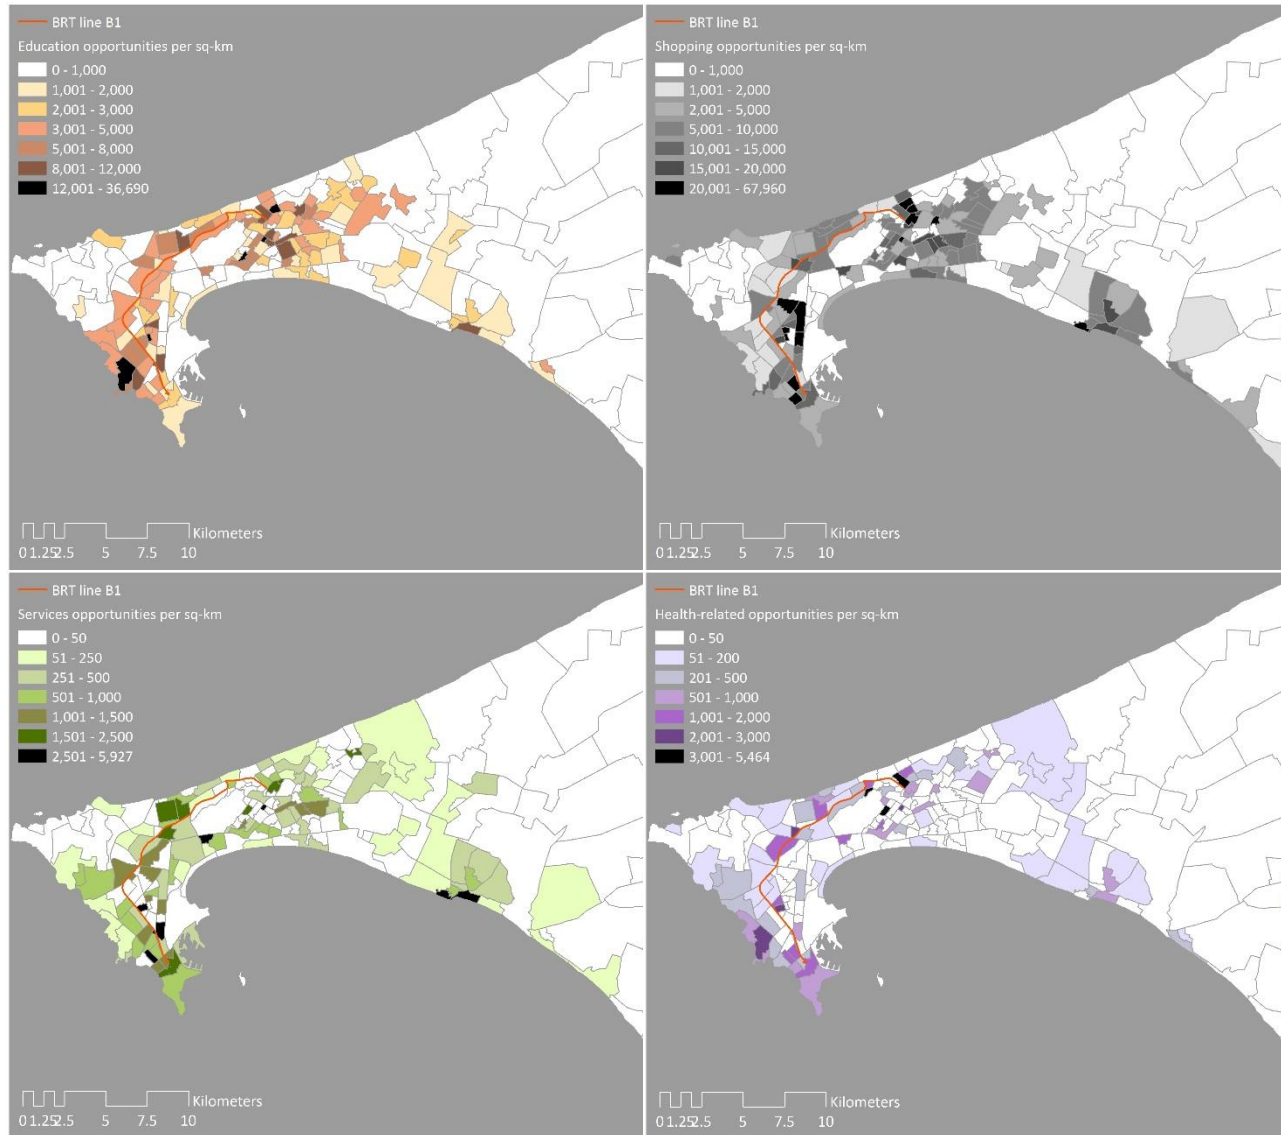 BRT line B1
Education opportunities per sq-km
0 - 1,000
1,001 - 2,000
2,001 - 3,000
3,001 - 5,000
5,001 - 8,000
8,001 - 12,000
12,001 - 36,690
Kilometers
0 1.25 2.5 5 7.5 10
BRT line B1
Shopping opportunities per sq-km
0 - 1,000
1,001 - 2,000
2,001 - 5,000
5,001 - 10,000
10,001 - 15,000
15,001 - 20,000
20,001 - 67,960
Kilometers
0 1.25 2.5 5 7.5 10
BRT line B1
Services opportunities per sq-km
0 - 50
51 - 250
251 - 500
501 - 1,000
1,001 - 1,500
1,501 - 2,500
2,501 - 5,927
Kilometers
0 1.25 2.5 5 7.5 10
BRT line B1
Health-related opportunities per sq-km
0 - 50
51 - 200
201 - 500
501 - 1,000
1,001 - 2,000
2,001 - 3,000
3,001 - 5,464
Kilometers
0 1.25 2.5 5 7.5 10